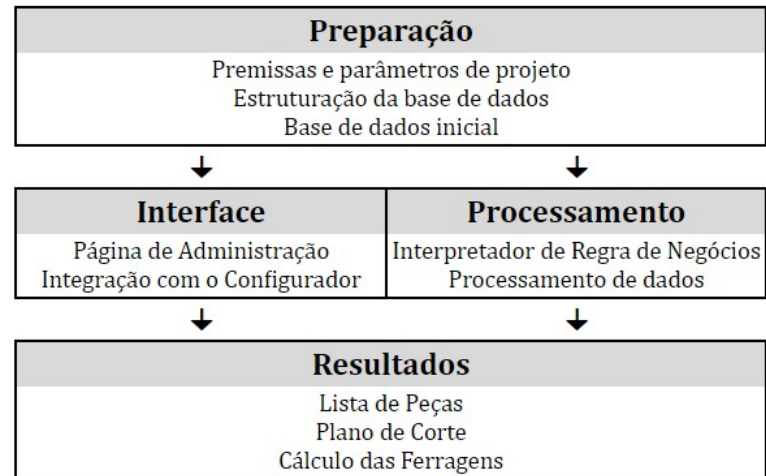 Preparação
Premissas e parâmetros de projeto
Estruturação da base de dados
Base de dados inicial
Interface
Página de Administração
Integração com o Configurador
Processamento
Interpretador de Regra de Negócios
Processamento de dados
Resultados
Lista de Peças
Plano de Corte
Cálculo das Ferragens